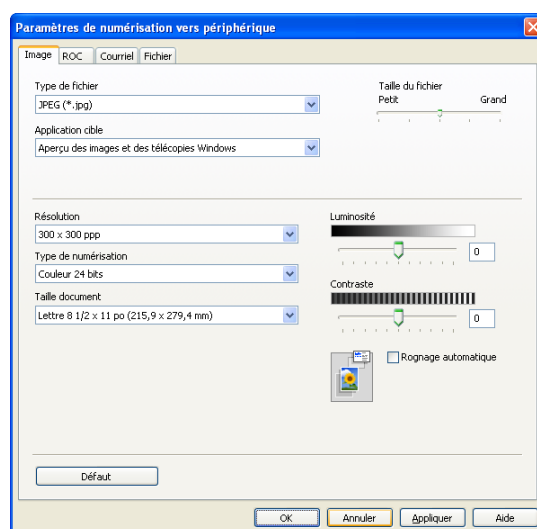 Paramètres de numérisation vers périphérique
Image ROC Courriel Fichier
Type de fichier
JPEG (*.jpg)
Taille du fichier
Petit Grand
Application cible
Aperçu des images et des télécopies Windows
Résolution
300 x 300 ppp
Type de numérisation
Couleur 24 bits
Taille document
Lettre 8 1/2 x 11 po (215,9 x 279,4 mm)
Luminosité
0
Contraste
0
Rognage automatique
Défaut
OK Annuler Appliquer Aide